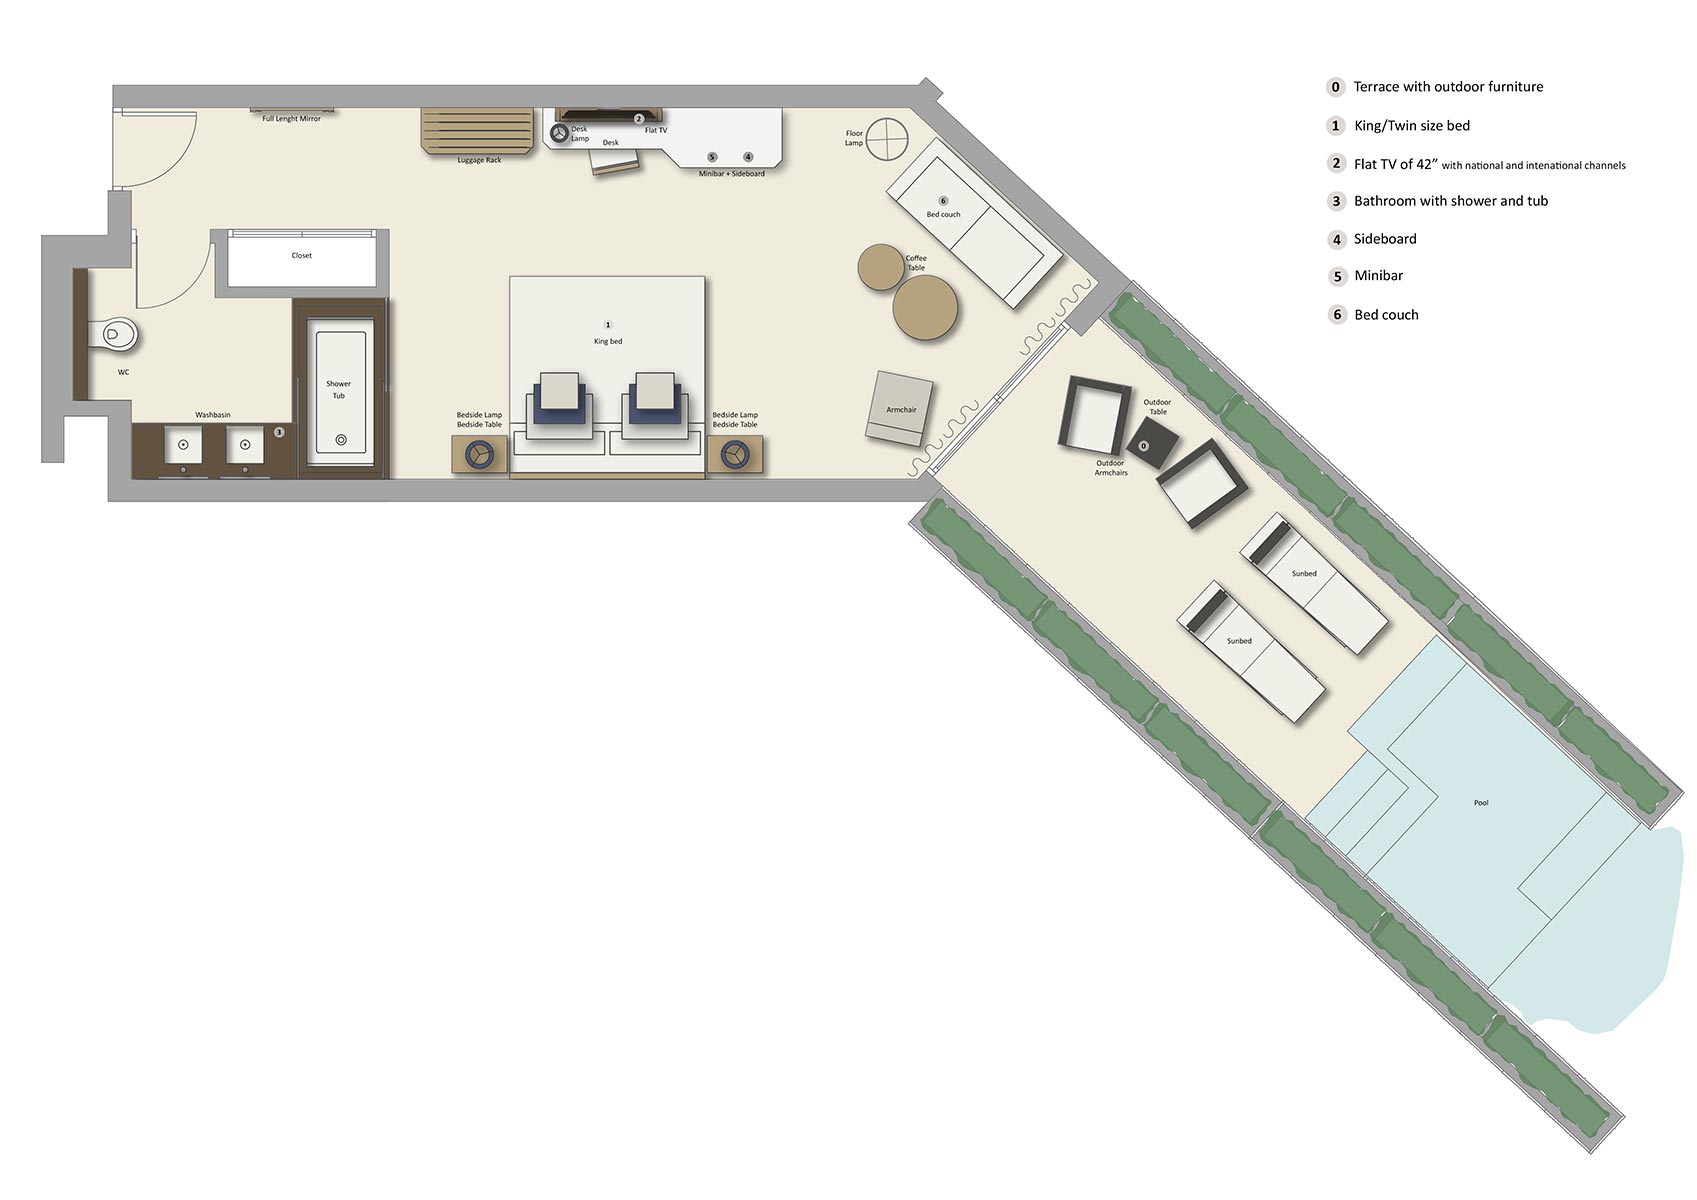 0 Terrace with outdoor furniture
1 King/Twin size bed
2 Flat TV of 42” with national and intenational channels
3 Bathroom with shower and tub
4 Sideboard
5 Minibar
6 Bed couch
Full Lenght Mirror
Luggage Rack
Desk
Lamp
2
Flat TV
Desk
5
4
Minibar + Sideboard
Floor
Lamp
6
Bed couch
Coffee
Table
Closet
1
King bed
WC
Shower
Tub
Washbasin
3
Bedside Lamp
Bedside Table
Bedside Lamp
Bedside Table
Armchair
Outdoor
Table
0
Outdoor
Armchairs
Sunbed
Sunbed
Pool